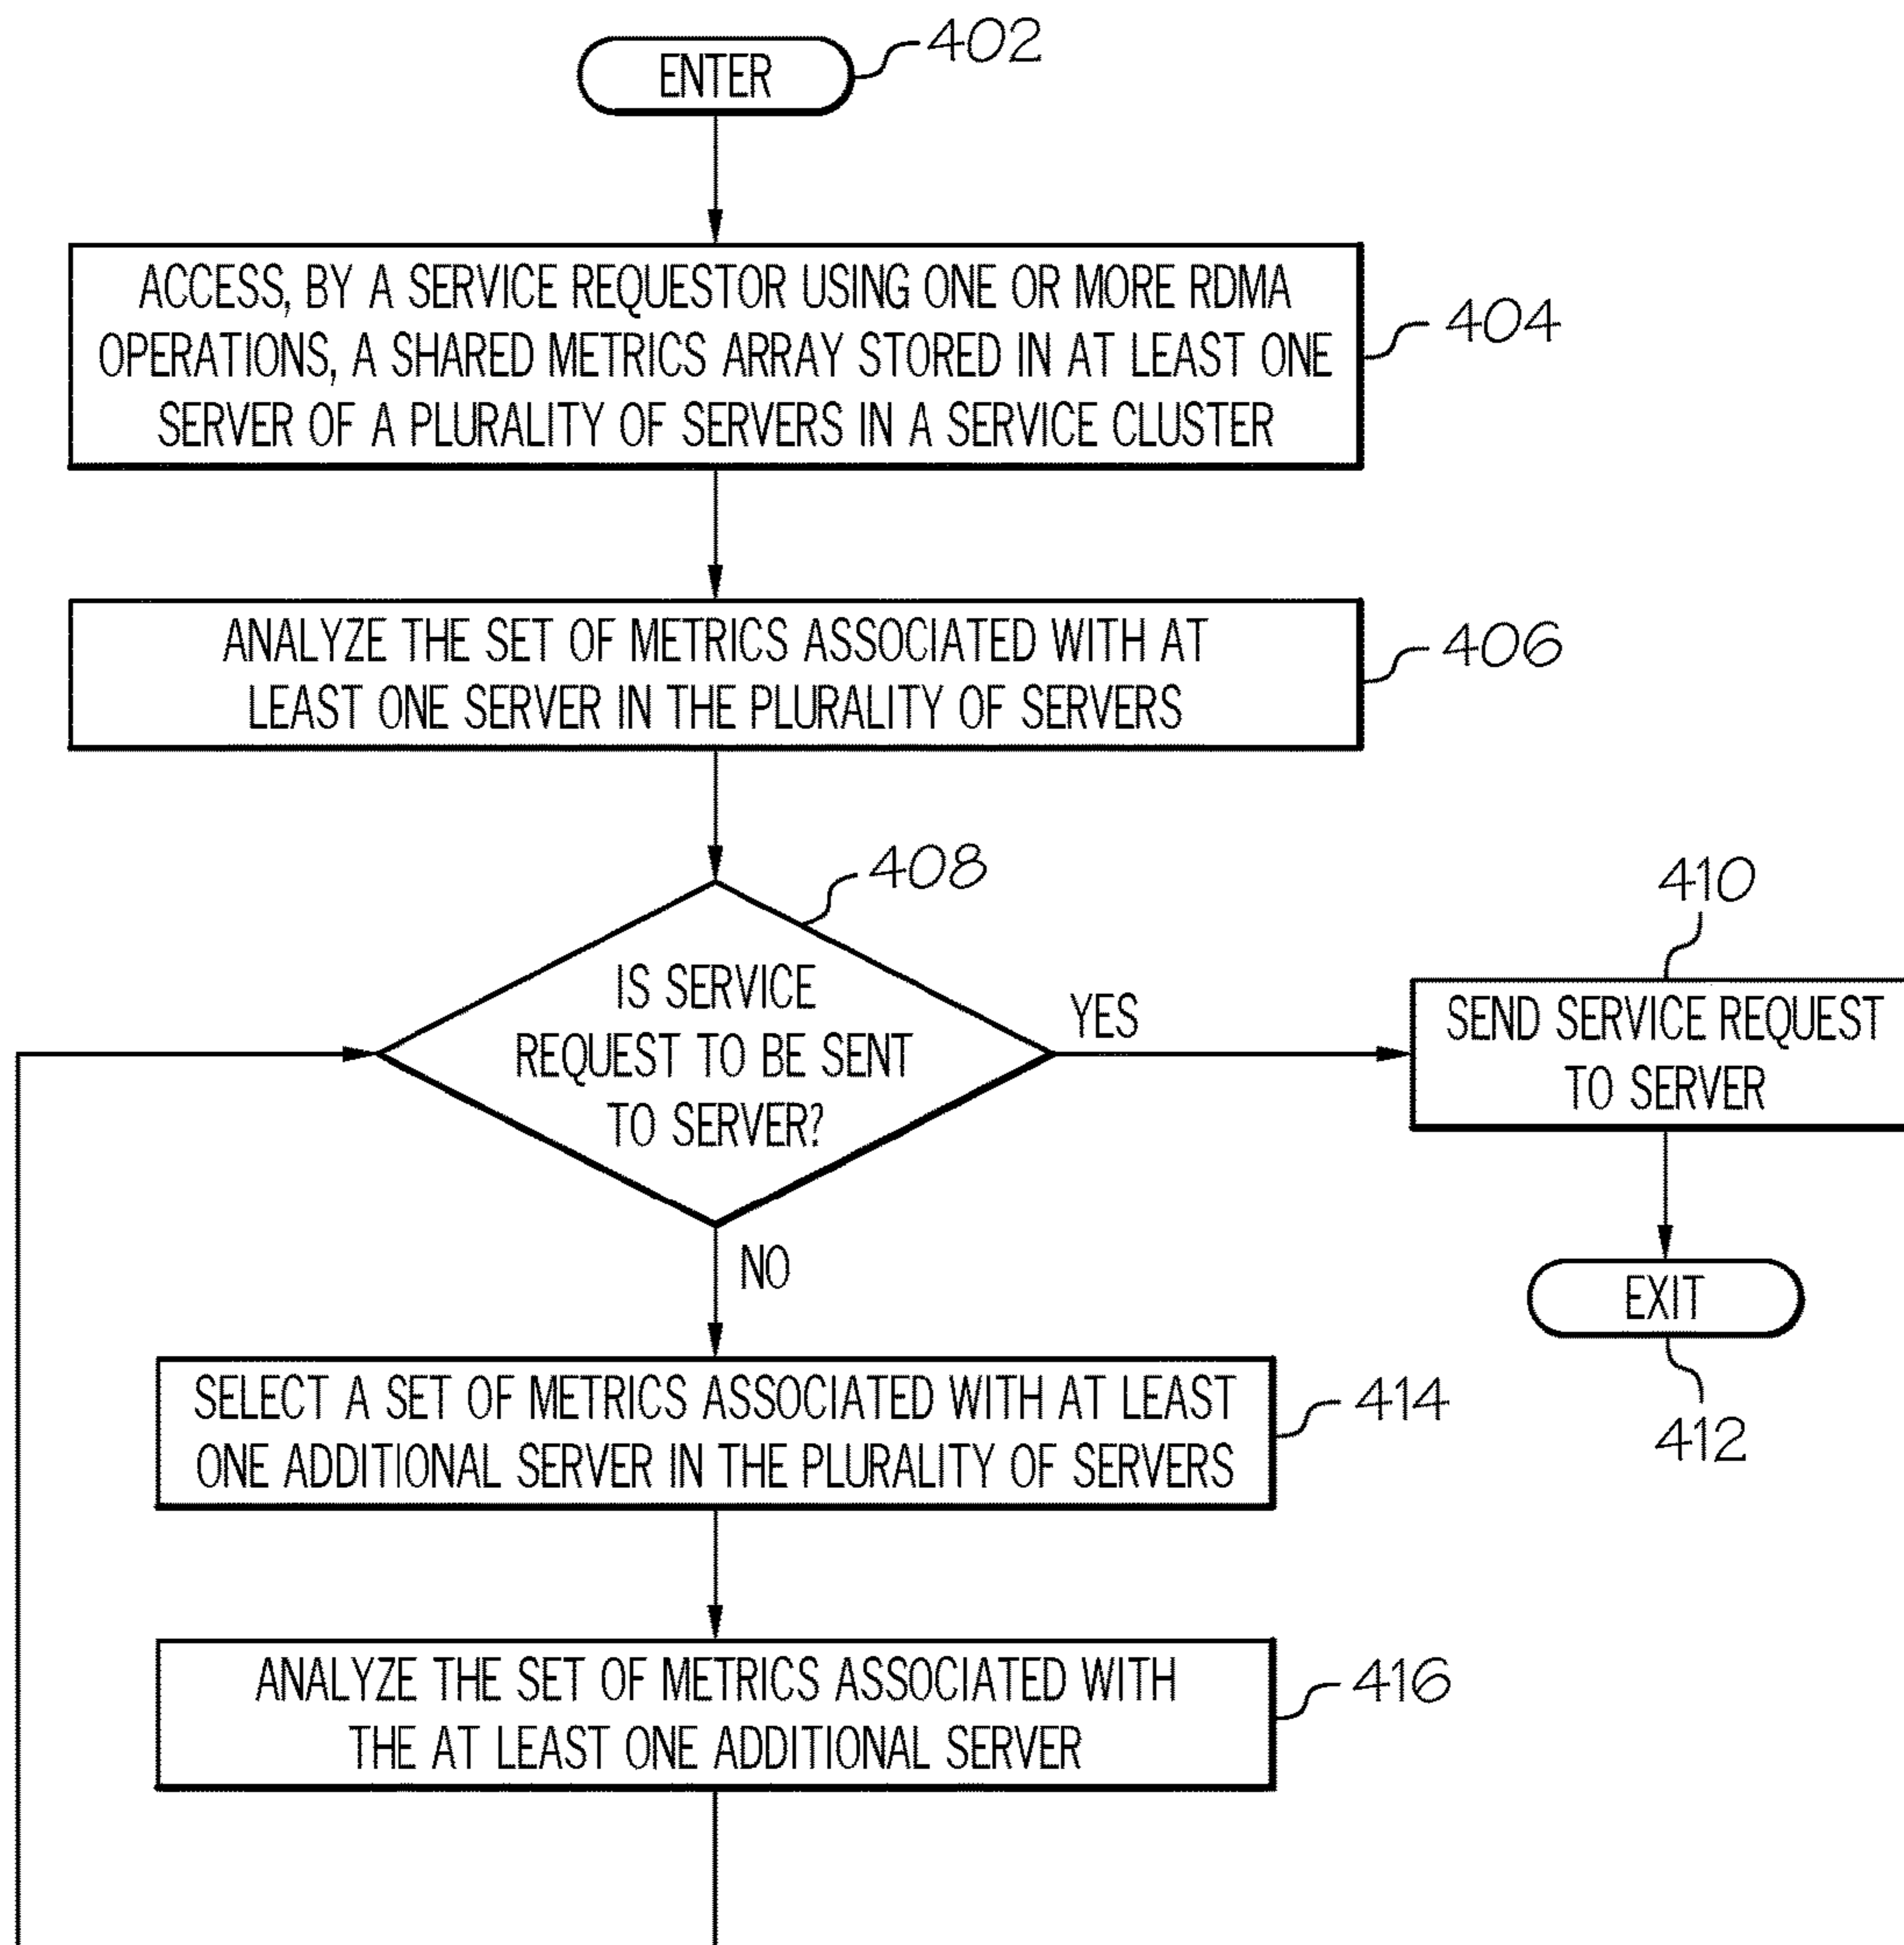 ENTER
402
ACCESS, BY A SERVICE REQUESTOR USING ONE OR MORE RDMA
OPERATIONS, A SHARED METRICS ARRAY STORED IN AT LEAST ONE
SERVER OF A PLURALITY OF SERVERS IN A SERVICE CLUSTER
404
ANALYZE THE SET OF METRICS ASSOCIATED WITH AT
LEAST ONE SERVER IN THE PLURALITY OF SERVERS
406
408
IS SERVICE
REQUEST TO BE SENT
TO SERVER?
YES
410
SEND SERVICE REQUEST
TO SERVER
NO
EXIT
412
SELECT A SET OF METRICS ASSOCIATED WITH AT LEAST
ONE ADDITIONAL SERVER IN THE PLURALITY OF SERVERS
414
ANALYZE THE SET OF METRICS ASSOCIATED WITH
THE AT LEAST ONE ADDITIONAL SERVER
416